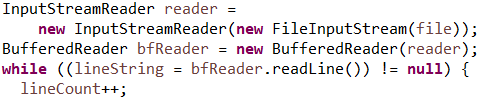 InputStreamReader reader =
    new InputStreamReader(new FileInputStream(file));
BufferedReader bfReader = new BufferedReader(reader);
while ((lineString = bfReader.readLine()) != null) {
  lineCount++;